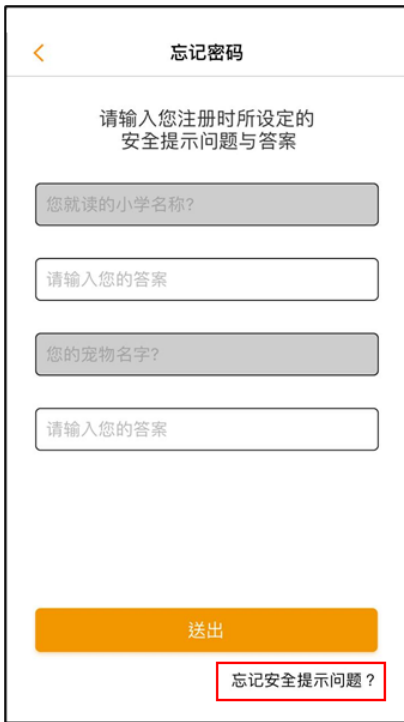 忘记密码
请输入您注册时所设定的
安全提示问题与答案
您就读的小学名称?
请输入您的答案
您的宠物名字?
请输入您的答案
送出
忘记安全提示问题？